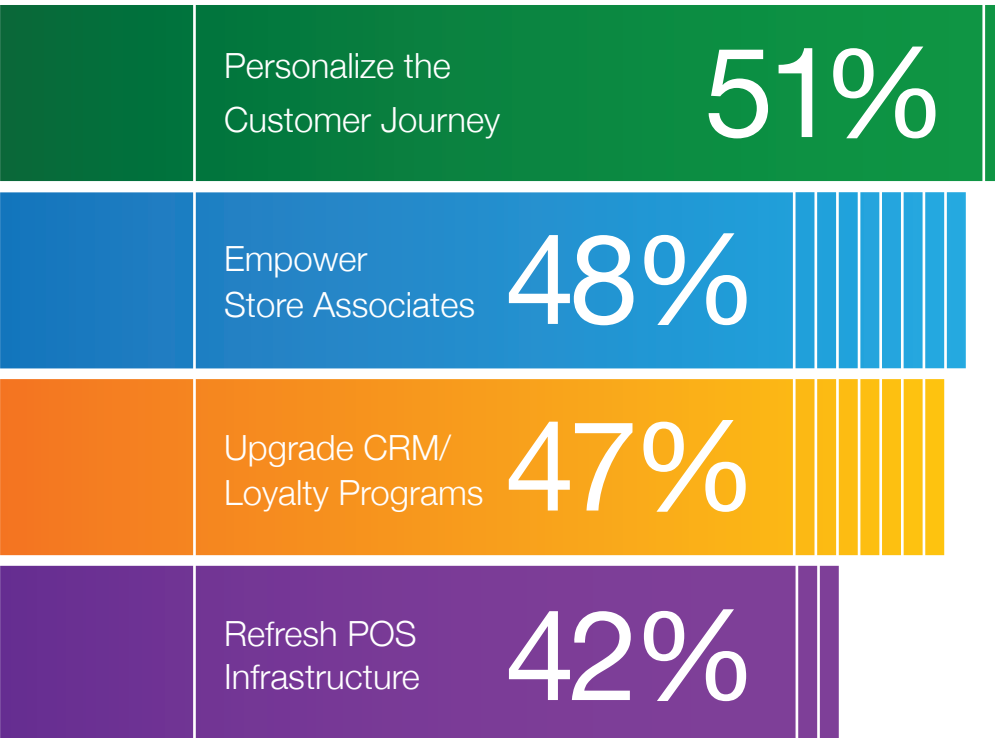 Personalize the
Customer Journey
51%
Empower
Store Associates
48%
Upgrade CRM/
Loyalty Programs
47%
Refresh POS
Infrastructure
42%